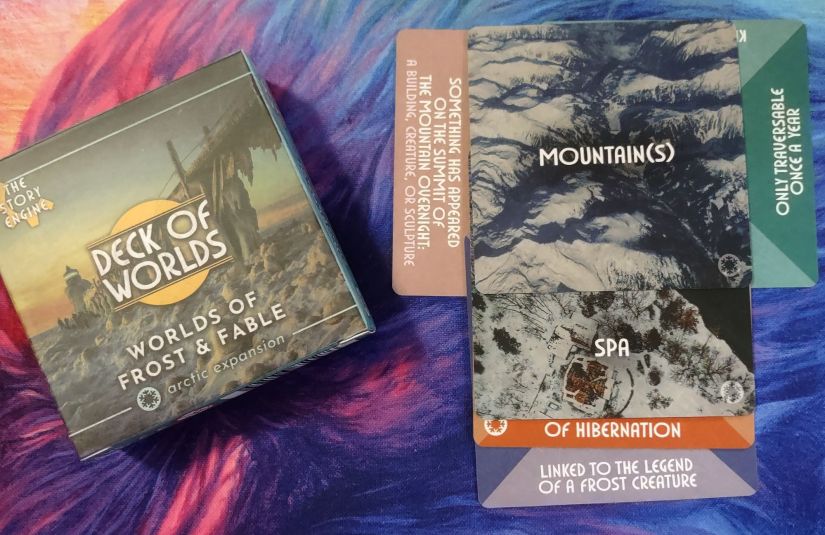 THE
STORY
ENGINE
DECK OF
WORLDS
WORLDS OF
FROST & FABLE
arctic expansion
SOMETHING HAS APPEARED
ON THE SUMMIT OF
THE MOUNTAIN OVERNIGHT:
A BUILDING, CREATURE, OR SCULPTURE
MOUNTAIN(S)
ONLY TRAVERSABLE
ONCE A YEAR
SPA
OF HIBERNATION
LINKED TO THE LEGEND
OF A FROST CREATURE